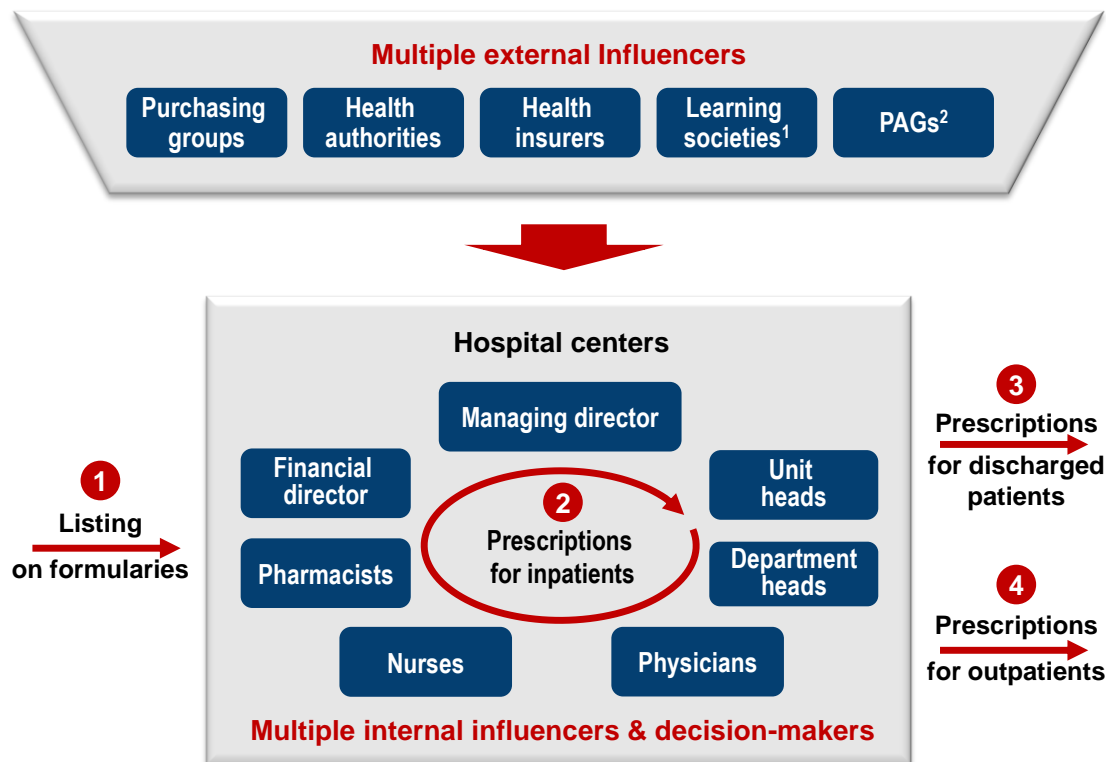 Multiple external Influencers
Purchasing
groups
Health
authorities
Health
insurers
Learning
societies1
PAGs2
Hospital centers
Managing director
Financial
director
Unit
heads
Pharmacists
Department
heads
Nurses
Physicians
1
Listing
on formularies
2
Prescriptions
for inpatients
3
Prescriptions
for discharged
patients
4
Prescriptions
for outpatients
Multiple internal influencers & decision-makers